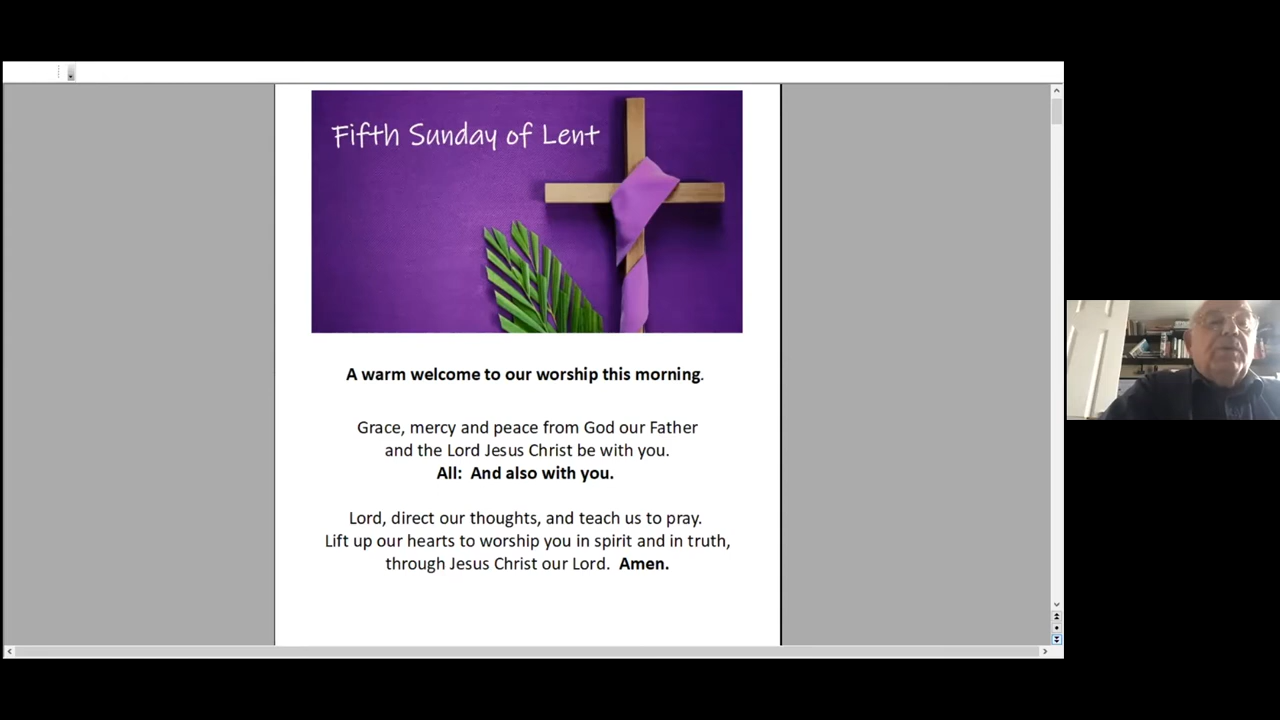 Fifth Sunday of Lent
A warm welcome to our worship this morning.
Grace, mercy and peace from God our Father
and the Lord Jesus Christ be with you.
All: And also with you.
Lord, direct our thoughts, and teach us to pray.
Lift up our hearts to worship you in spirit and in truth,
through Jesus Christ our Lord. Amen.